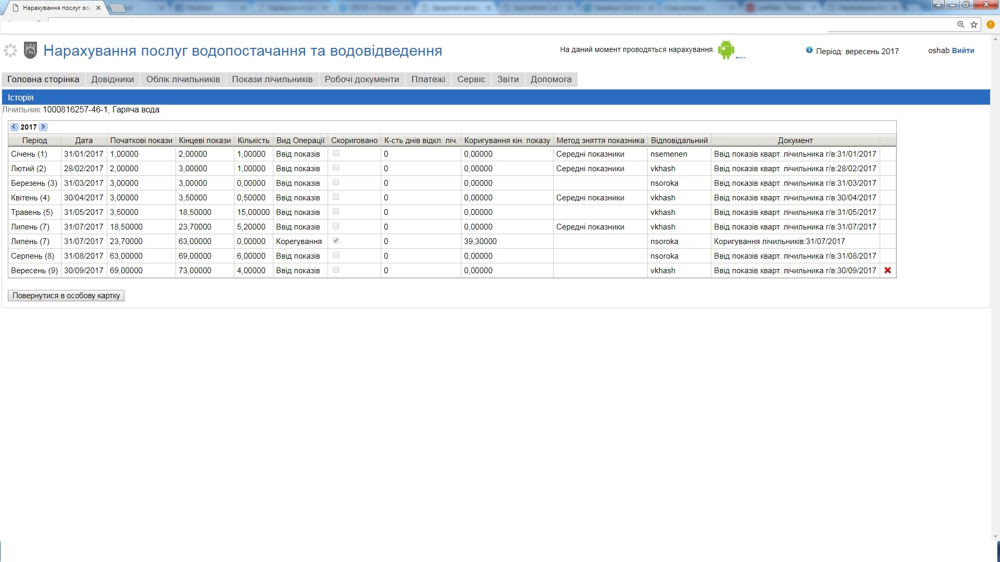 Нарахування послуг во
Нарахування послуг водопостачання та водовідведення
На даний момент проводяться нарахування.
Період: вересень 2017
oshab Вийти
Головна сторінка Довідники Облік лічильників Покази лічильників Робочі документи Платежі Сервіс Звіти Допомога
Історія
Лічильник 1000816257-46-1, Гаряча вода
2017
Період Дата Початкові покази Кінцеві покази Кількість Вид Операції Скориговано К-сть днів відкл. ліч. Коригування кін. показу Метод зняття показника Відповідальний Документ
Січень (1) 31/01/2017 1,00000 2,00000 1,00000 Ввід показів 0 0,00000 Середні показники nsemenen Ввід показів кварт. лічильника г/в:31/01/2017
Лютий (2) 28/02/2017 2,00000 3,00000 1,00000 Ввід показів 0 0,00000 Середні показники vkhash Ввід показів кварт. лічильника г/в:28/02/2017
Березень (3) 31/03/2017 3,00000 3,00000 0,00000 Ввід показів 0 0,00000 nsoroka Ввід показів кварт. лічильника г/в:31/03/2017
Квітень (4) 30/04/2017 3,00000 3,50000 0,50000 Ввід показів 0 0,00000 Середні показники vkhash Ввід показів кварт. лічильника г/в:30/04/2017
Травень (5) 31/05/2017 3,50000 18,50000 15,00000 Ввід показів 0 0,00000 vkhash Ввід показів кварт. лічильника г/в:31/05/2017
Липень (7) 31/07/2017 18,50000 23,70000 5,20000 Ввід показів 0 0,00000 Середні показники vkhash Ввід показів кварт. лічильника г/в:31/07/2017
Липень (7) 31/07/2017 23,70000 63,00000 0,00000 Корегування 0 39,30000 nsoroka Коригування лічильників:31/07/2017
Серпень (8) 31/08/2017 63,00000 69,00000 6,00000 Ввід показів 0 0,00000 nsoroka Ввід показів кварт. лічильника г/в:31/08/2017
Вересень (9) 30/09/2017 69,00000 73,00000 4,00000 Ввід показів 0 0,00000 vkhash Ввід показів кварт. лічильника г/в:30/09/2017
Повернутися в особову картку